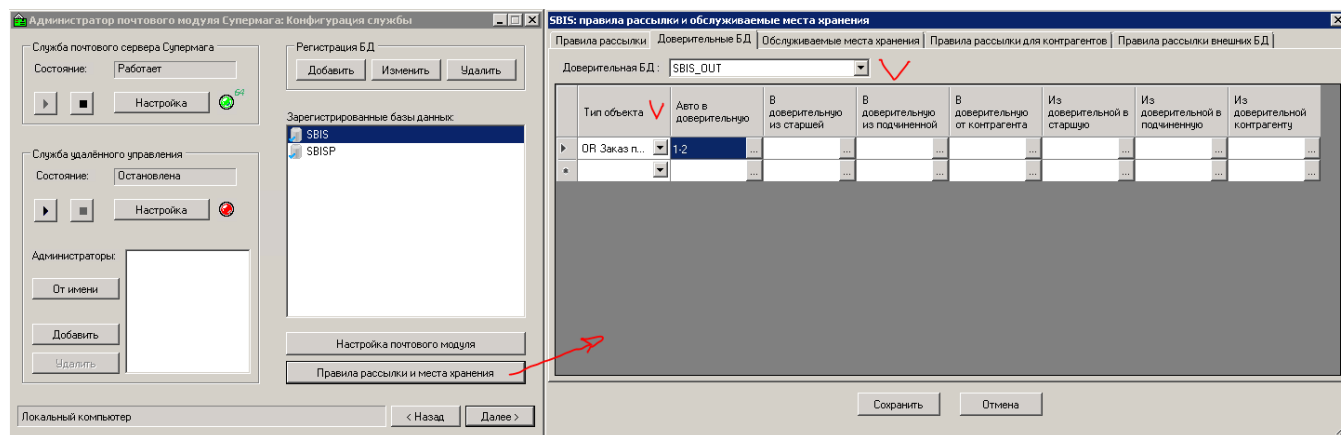 Администратор почтового модуля Супермага: Конфигурация службы
Служба почтового сервера Супермага
Состояние: Работает
Настройка
64
Служба удалённого управления
Состояние: Остановлена
Настройка
Администраторы:
От имени
Добавить
Удалить
Регистрация БД
Добавить Изменить Удалить
Зарегистрированные базы данных:
SBIS
SBISP
Настройка почтового модуля
Правила рассылки и места хранения
Локальный компьютер
< Назад Далее >
SBIS: правила рассылки и обслуживаемые места хранения
Правила рассылки Доверительные БД Обслуживаемые места хранения Правила рассылки для контрагентов Правила рассылки внешних БД
Доверительная БД: SBIS_OUT
Тип объекта
Авто в
доверительную
В
доверительную
из старшей
В
доверительную
из подчиненной
В
доверительную
от контрагента
Из
доверительной в
старшую
Из
доверительной в
подчиненную
Из
доверительной
контрагенту
OR Заказ п... 1-2 ... ... ... ... ... ... ...
* ... ... ... ... ... ... ...
Сохранить Отмена